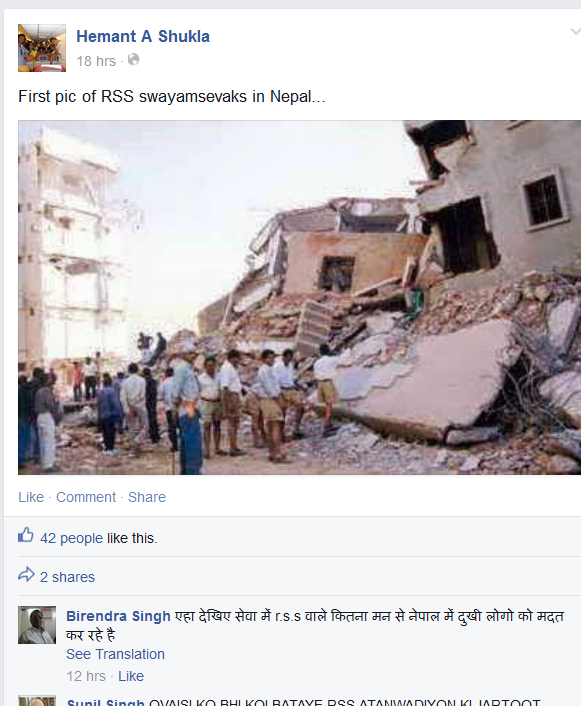 Hemant A Shukla
18 hrs ·
First pic of RSS swayamsevaks in Nepal...
Like · Comment · Share
42 people like this.
2 shares
Birendra Singh एहा देखिए सेवा में r.s.s वाले कितना मन से नेपाल में दुखी लोगो को मदत
कर रहे है
See Translation
12 hrs · Like
Sunil Singh OVAISI KO BHI KOI BATAYE RSS ATANWADIYON KI JARTOOT